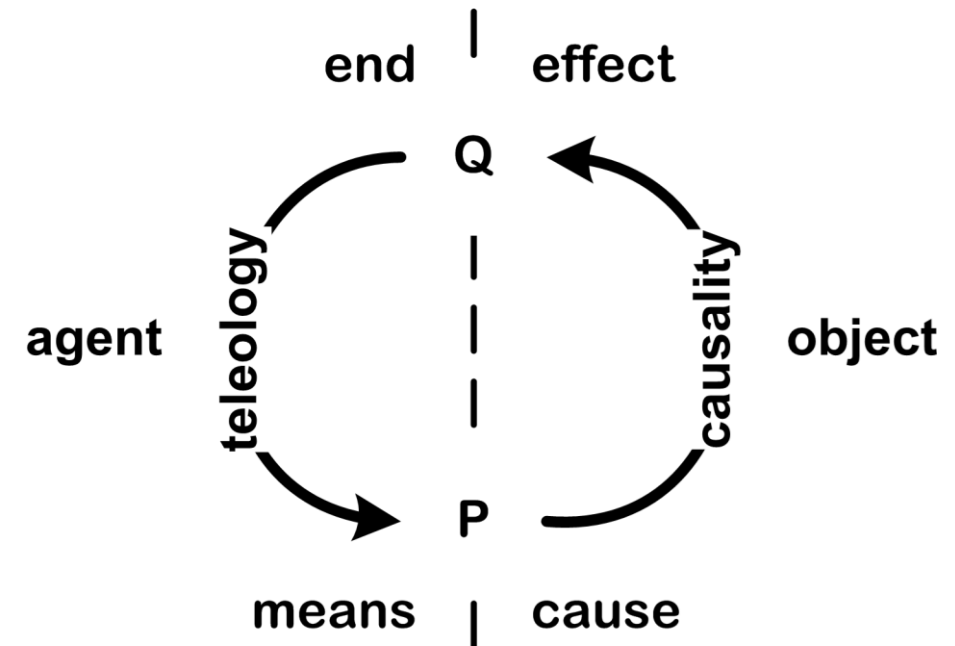 end effect
Q
teleology causality
agent object
P
means cause